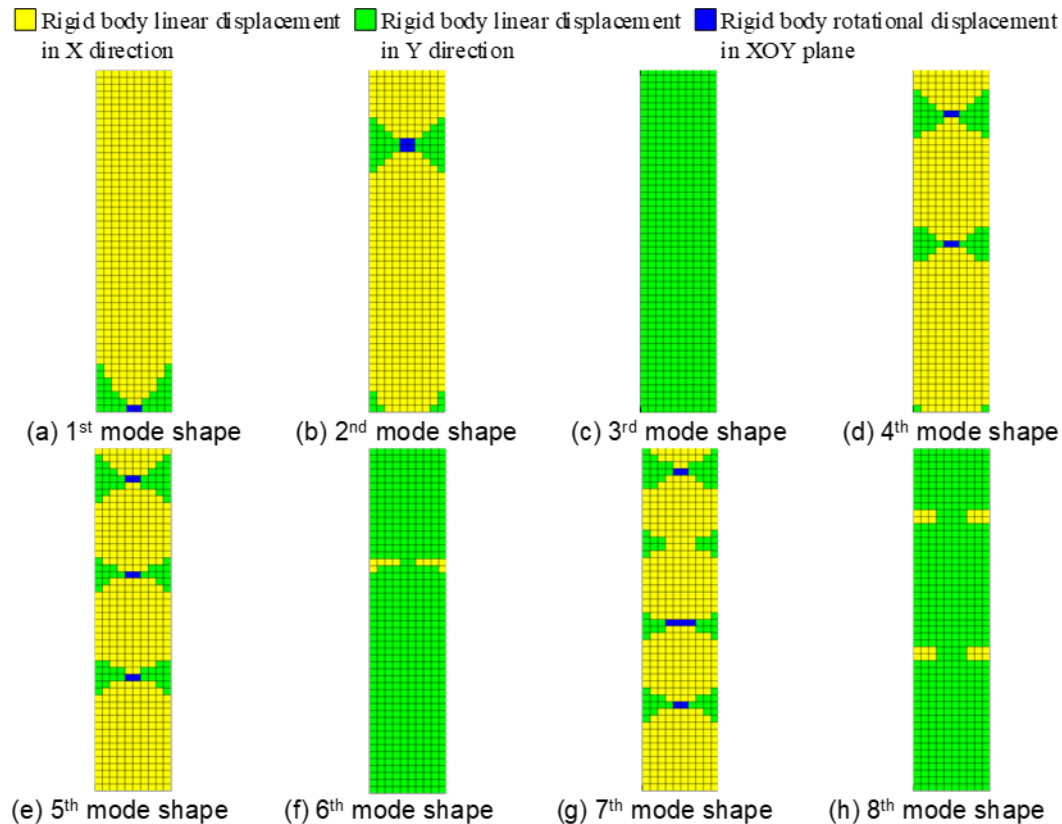 Rigid body linear displacement in X direction
Rigid body linear displacement in Y direction
Rigid body rotational displacement in XOY plane
(a) 1st mode shape
(b) 2nd mode shape
(c) 3rd mode shape
(d) 4th mode shape
(e) 5th mode shape
(f) 6th mode shape
(g) 7th mode shape
(h) 8th mode shape